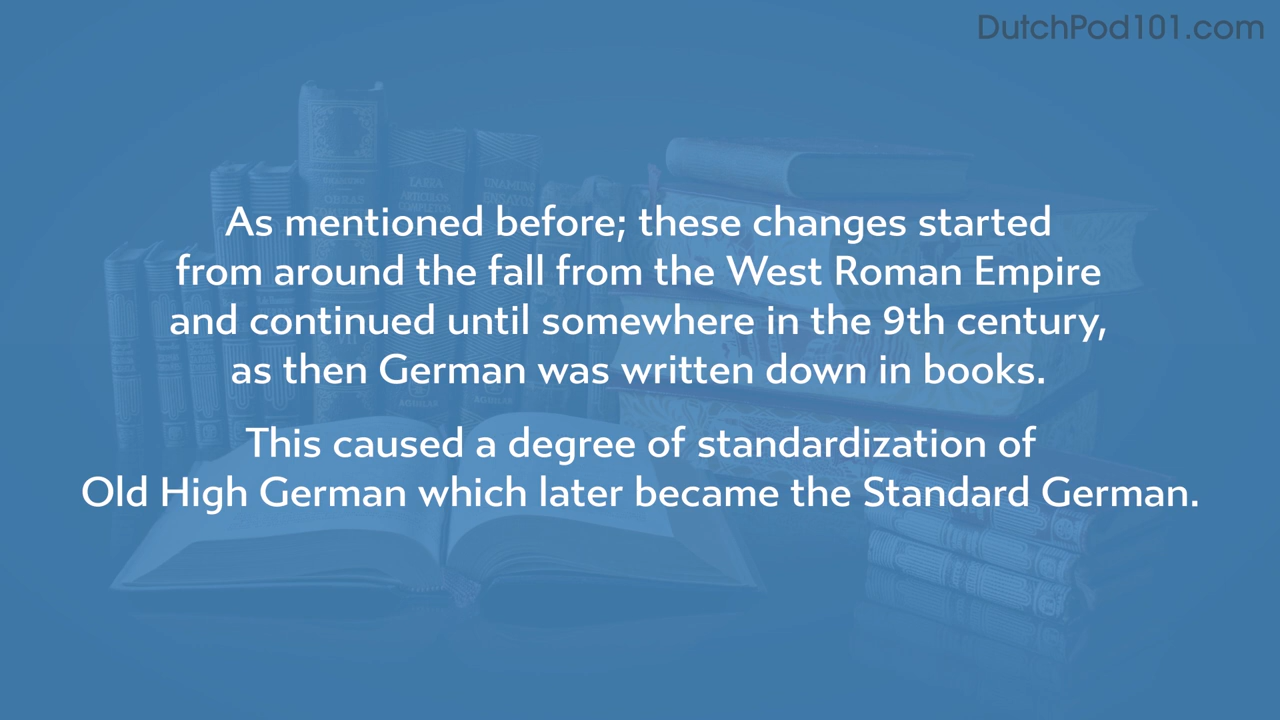 DutchPod101.com
As mentioned before; these changes started
from around the fall from the West Roman Empire
and continued until somewhere in the 9th century,
as then German was written down in books.
This caused a degree of standardization of
Old High German which later became the Standard German.